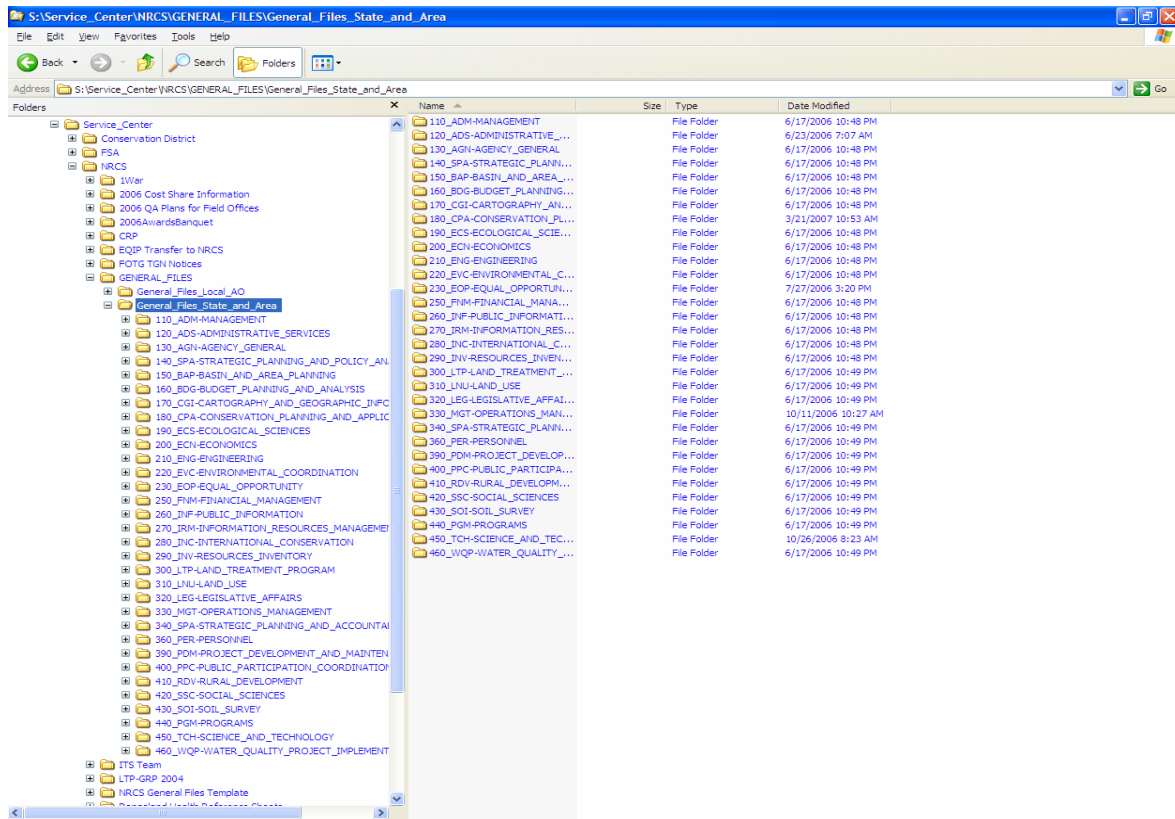 S:\Service_Center\NRCS\GENERAL_FILES\General_Files_State_and_Area
File Edit View Favorites Tools Help
Back Search Folders
Address S:\Service_Center\NRCS\GENERAL_FILES\General_Files_State_and_Area Go
Folders
Service_Center
Conservation District
FSA
NRCS
1War
2006 Cost Share Information
2006 QA Plans for Field Offices
2006AwardsBanquet
CRP
EQIP Transfer to NRCS
FOTG TGN Notices
GENERAL_FILES
General_Files_Local_AO
General_Files_State_and_Area
110_ADM-MANAGEMENT
120_ADS-ADMINISTRATIVE_SERVICES
130_AGN-AGENCY_GENERAL
140_SPA-STRATEGIC_PLANNING_AND_POLICY_AN
150_BAP-BASIN_AND_AREA_PLANNING
160_BDG-BUDGET_PLANNING_AND_ANALYSIS
170_CGI-CARTOGRAPHY_AND_GEOGRAPHIC_INFO
180_CPA-CONSERVATION_PLANNING_AND_APPLIC
190_ECS-ECOLOGICAL_SCIENCES
200_ECN-ECONOMICS
210_ENG-ENGINEERING
220_EVC-ENVIRONMENTAL_COORDINATION
230_EOP-EQUAL_OPPORTUNITY
250_FNM-FINANCIAL_MANAGEMENT
260_INF-PUBLIC_INFORMATION
270_IRM-INFORMATION_RESOURCES_MANAGEMEN
280_INC-INTERNATIONAL_CONSERVATION
290_INV-RESOURCES_INVENTORY
300_LTP-LAND_TREATMENT_PROGRAM
310_LNU-LAND_USE
320_LEG-LEGISLATIVE_AFFAIRS
330_MGT-OPERATIONS_MANAGEMENT
340_SPA-STRATEGIC_PLANNING_AND_ACCOUNTA
360_PER-PERSONNEL
390_PDM-PROJECT_DEVELOPMENT_AND_MAINTEN
400_PPC-PUBLIC_PARTICIPATION_COORDINATION
410_RDV-RURAL_DEVELOPMENT
420_SSC-SOCIAL_SCIENCES
430_SOI-SOIL_SURVEY
440_PGM-PROGRAMS
450_TCH-SCIENCE_AND_TECHNOLOGY
460_WQP-WATER_QUALITY_PROJECT_IMPLEMENT
ITS Team
LTP-GRP 2004
NRCS General Files Template
Name Size Type Date Modified
110_ADM-MANAGEMENT File Folder 6/17/2006 10:48 PM
120_ADS-ADMINISTRATIVE_... File Folder 6/23/2006 7:07 AM
130_AGN-AGENCY_GENERAL File Folder 6/17/2006 10:48 PM
140_SPA-STRATEGIC_PLANN... File Folder 6/17/2006 10:48 PM
150_BAP-BASIN_AND_AREA_... File Folder 6/17/2006 10:48 PM
160_BDG-BUDGET_PLANNING... File Folder 6/17/2006 10:48 PM
170_CGI-CARTOGRAPHY_AN... File Folder 6/17/2006 10:48 PM
180_CPA-CONSERVATION_PL... File Folder 3/21/2007 10:53 AM
190_ECS-ECOLOGICAL_SCIE... File Folder 6/17/2006 10:48 PM
200_ECN-ECONOMICS File Folder 6/17/2006 10:48 PM
210_ENG-ENGINEERING File Folder 6/17/2006 10:48 PM
220_EVC-ENVIRONMENTAL_C... File Folder 6/17/2006 10:48 PM
230_EOP-EQUAL_OPPORTUN... File Folder 7/27/2006 3:20 PM
250_FNM-FINANCIAL_MANA... File Folder 6/17/2006 10:48 PM
260_INF-PUBLIC_INFORMATI... File Folder 6/17/2006 10:48 PM
270_IRM-INFORMATION_RES... File Folder 6/17/2006 10:48 PM
280_INC-INTERNATIONAL_C... File Folder 6/17/2006 10:48 PM
290_INV-RESOURCES_INVEN... File Folder 6/17/2006 10:48 PM
300_LTP-LAND_TREATMENT_... File Folder 6/17/2006 10:49 PM
310_LNU-LAND_USE File Folder 6/17/2006 10:49 PM
320_LEG-LEGISLATIVE_AFFAI... File Folder 6/17/2006 10:49 PM
330_MGT-OPERATIONS_MAN... File Folder 10/11/2006 10:27 AM
340_SPA-STRATEGIC_PLANN... File Folder 6/17/2006 10:49 PM
360_PER-PERSONNEL File Folder 6/17/2006 10:49 PM
390_PDM-PROJECT_DEVELOP... File Folder 6/17/2006 10:49 PM
400_PPC-PUBLIC_PARTICIPA... File Folder 6/17/2006 10:49 PM
410_RDV-RURAL_DEVELOPM... File Folder 6/17/2006 10:49 PM
420_SSC-SOCIAL_SCIENCES File Folder 6/17/2006 10:49 PM
430_SOI-SOIL_SURVEY File Folder 6/17/2006 10:49 PM
440_PGM-PROGRAMS File Folder 6/17/2006 10:49 PM
450_TCH-SCIENCE_AND_TEC... File Folder 10/26/2006 8:23 AM
460_WQP-WATER_QUALITY_... File Folder 6/17/2006 10:49 PM